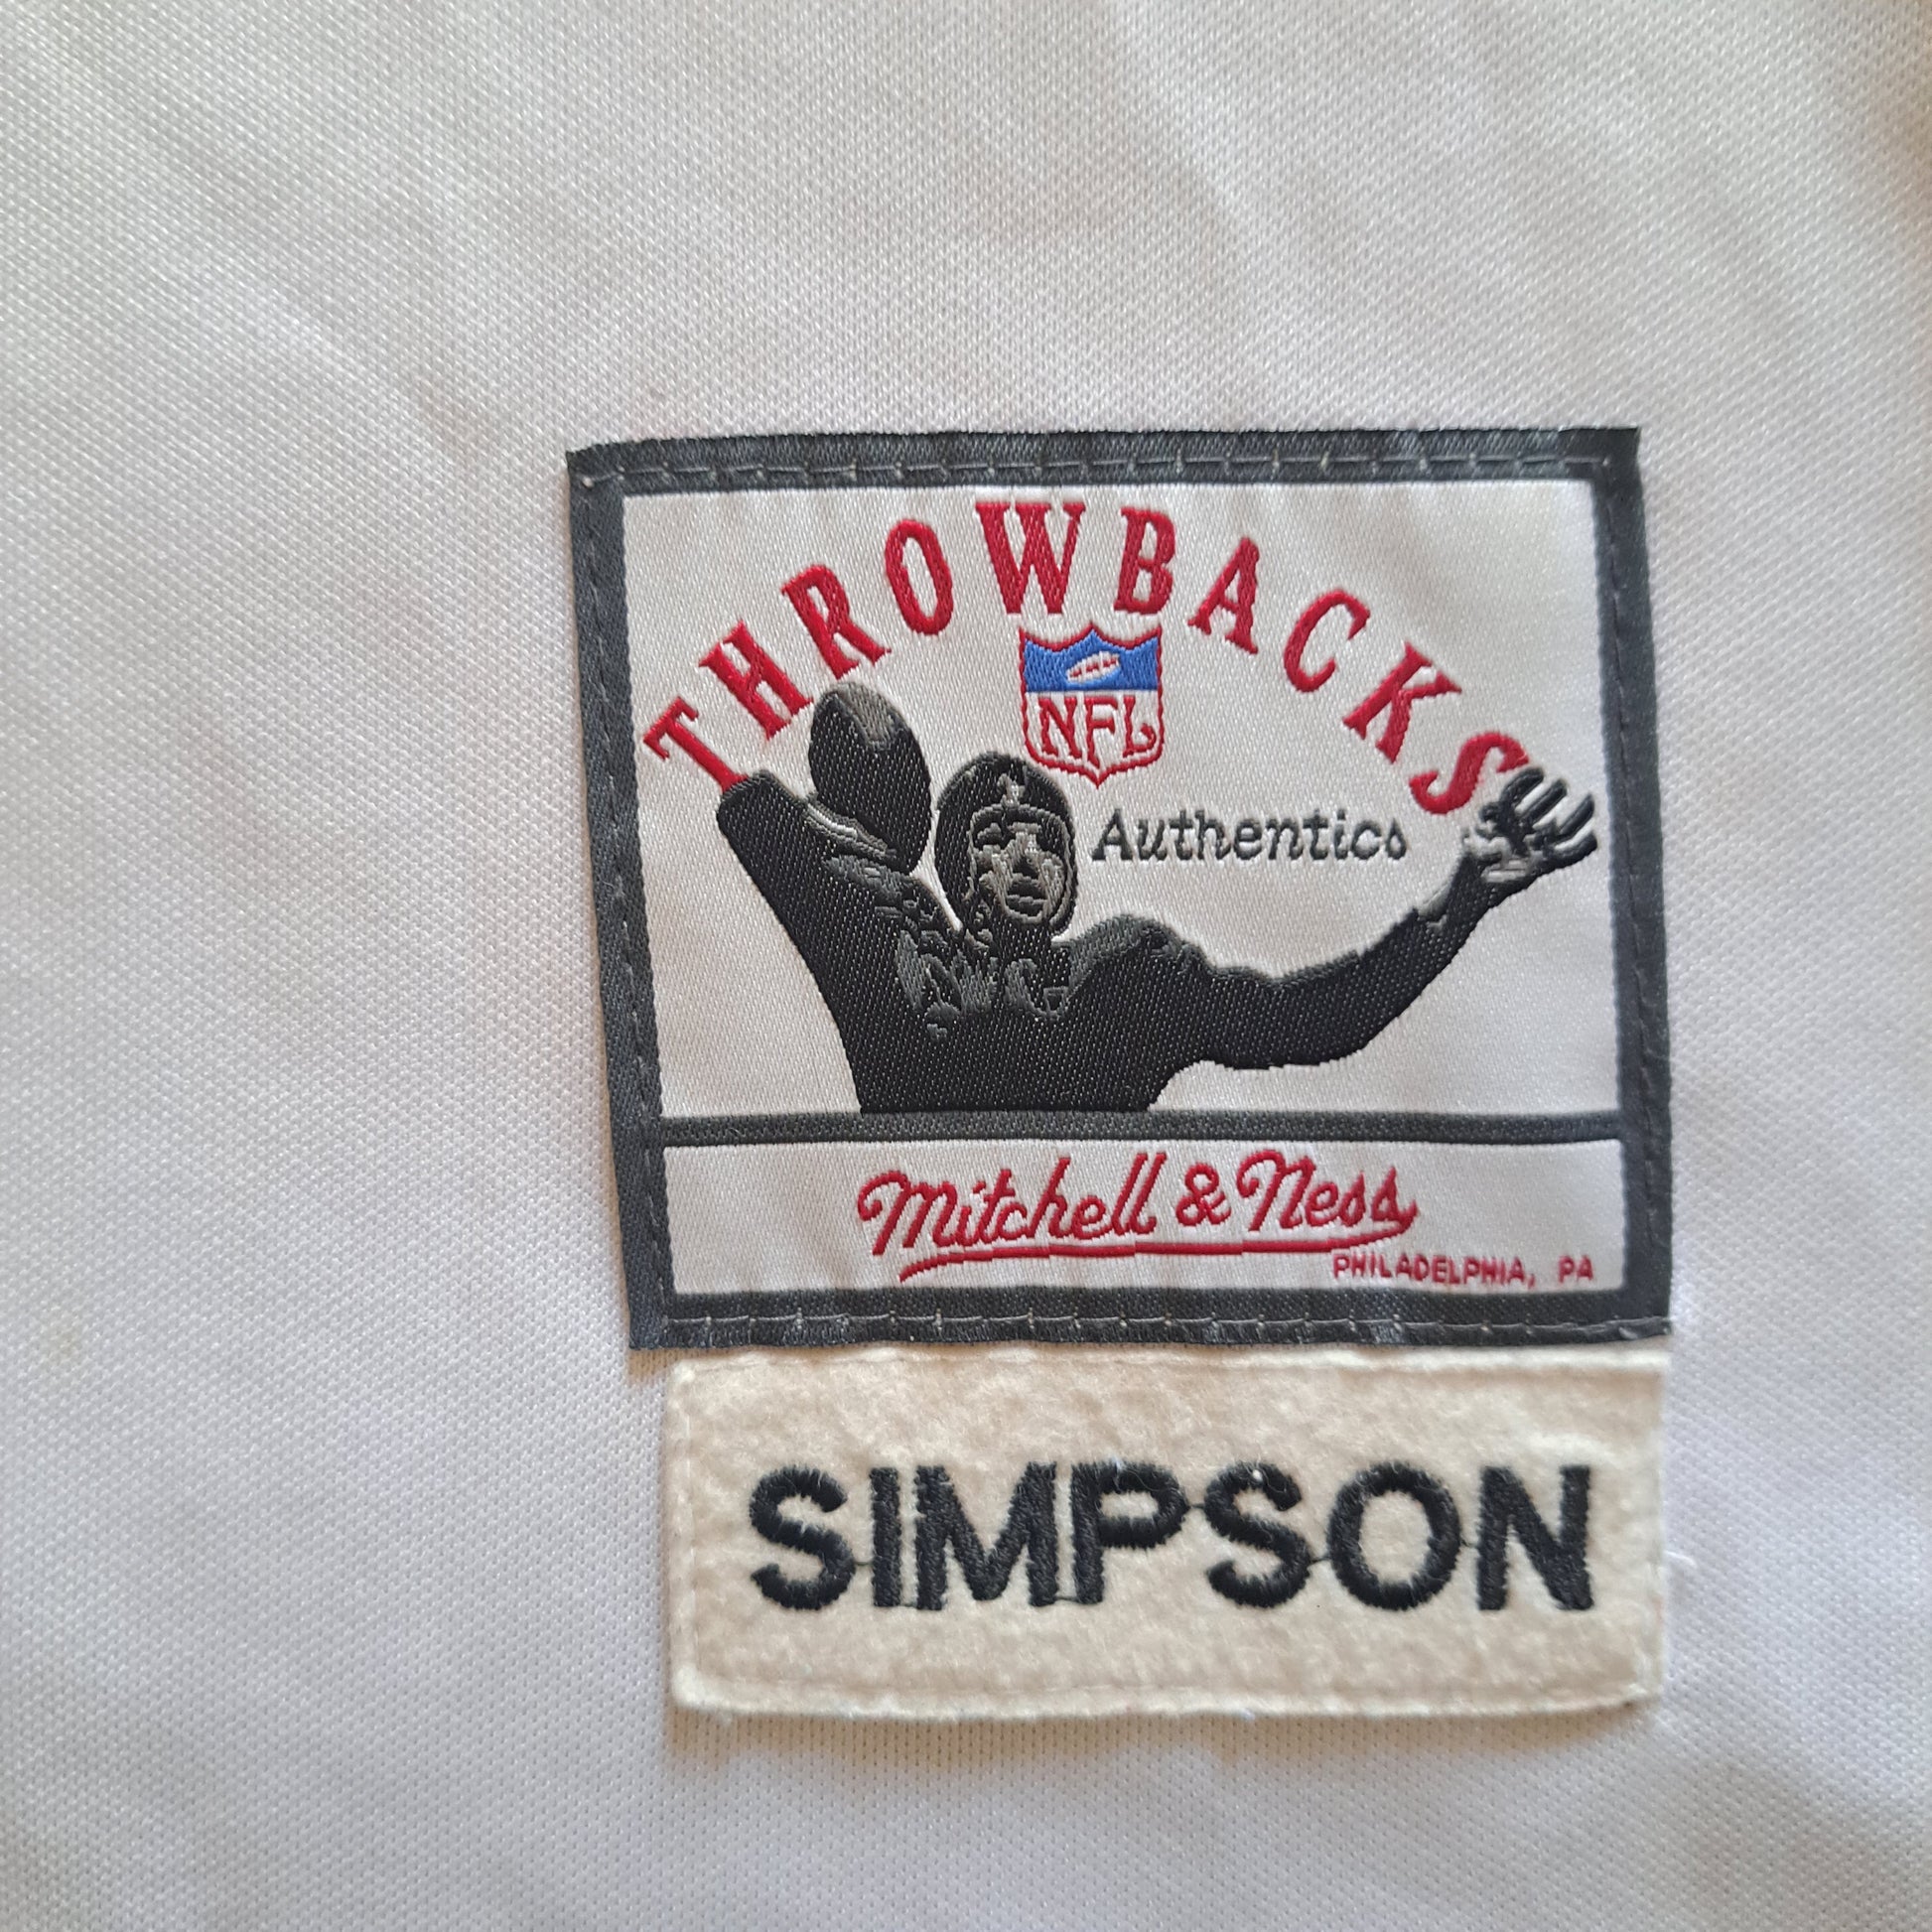 THROWBACKS
NFL
Authentics
Mitchell & Ness
PHILADELPHIA, PA
SIMPSON